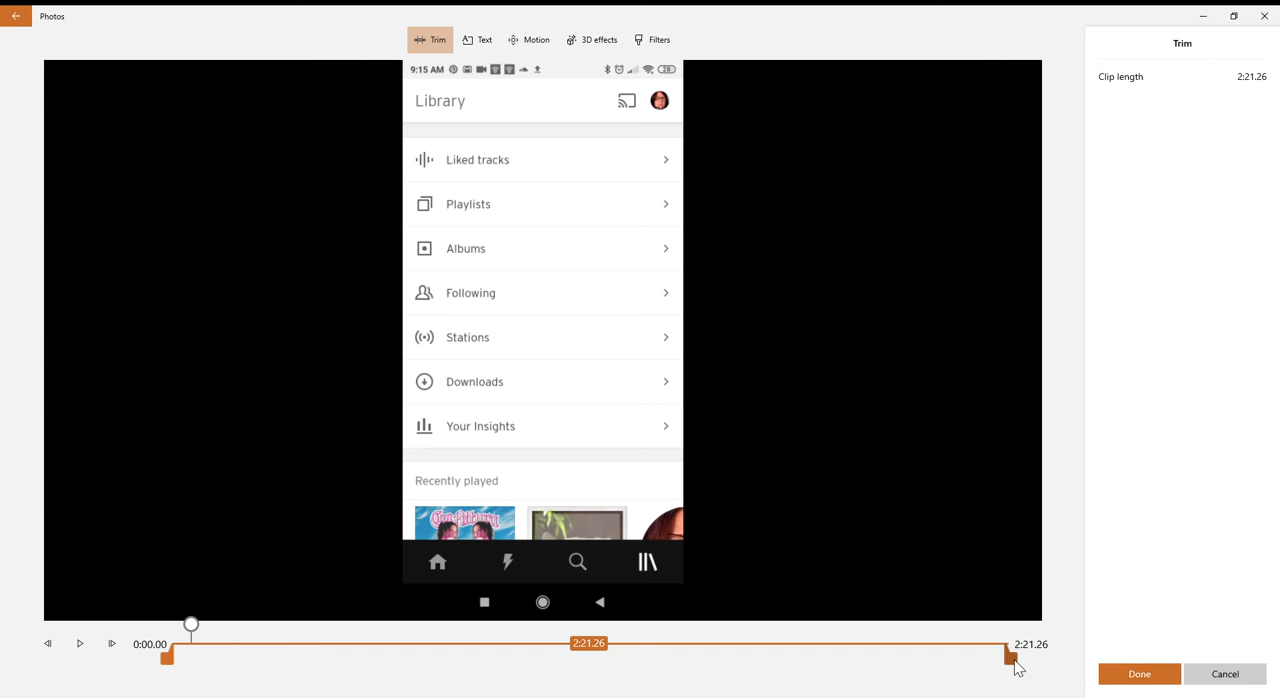 Photos
Trim Text Motion 3D effects Filters
Trim
Clip length 2:21.26
9:15 AM 28
Library
Liked tracks
Playlists
Albums
Following
Stations
Downloads
Your Insights
Recently played
0:00.00 2:21.26 2:21.26
Done Cancel